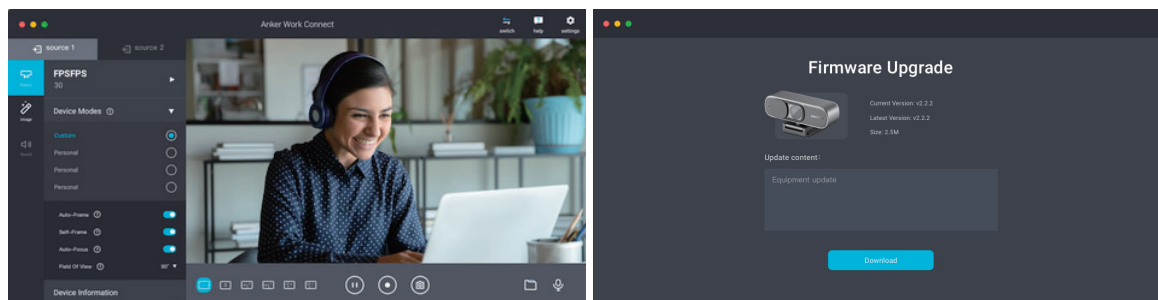 Anker Work Connect
switch
help
settings
source 1
source 2
FPSFPS
30
Device Modes ?
Image
Custom
Personal
Personal
Personal
Auto-Frame ?
Self-Frame ?
Auto-Focus ?
Field Of View ? 90°
Device Information
Firmware Upgrade
Current Version: v2.2.2
Latest Version: v2.2.2
Size: 2.5M
Update content:
Equipment update
Download